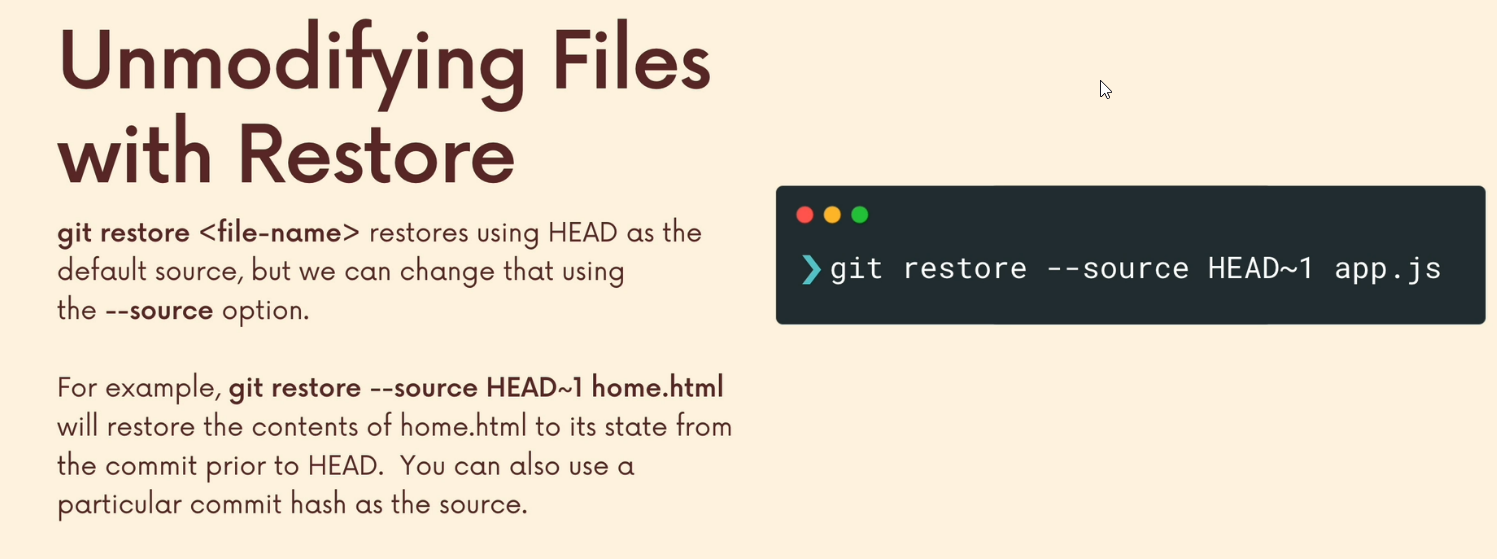 Unmodifying Files
with Restore
git restore <file-name> restores using HEAD as the
default source, but we can change that using
the --source option.
For example, git restore --source HEAD~1 home.html
will restore the contents of home.html to its state from
the commit prior to HEAD.  You can also use a
particular commit hash as the source.
❯git restore --source HEAD~1 app.js